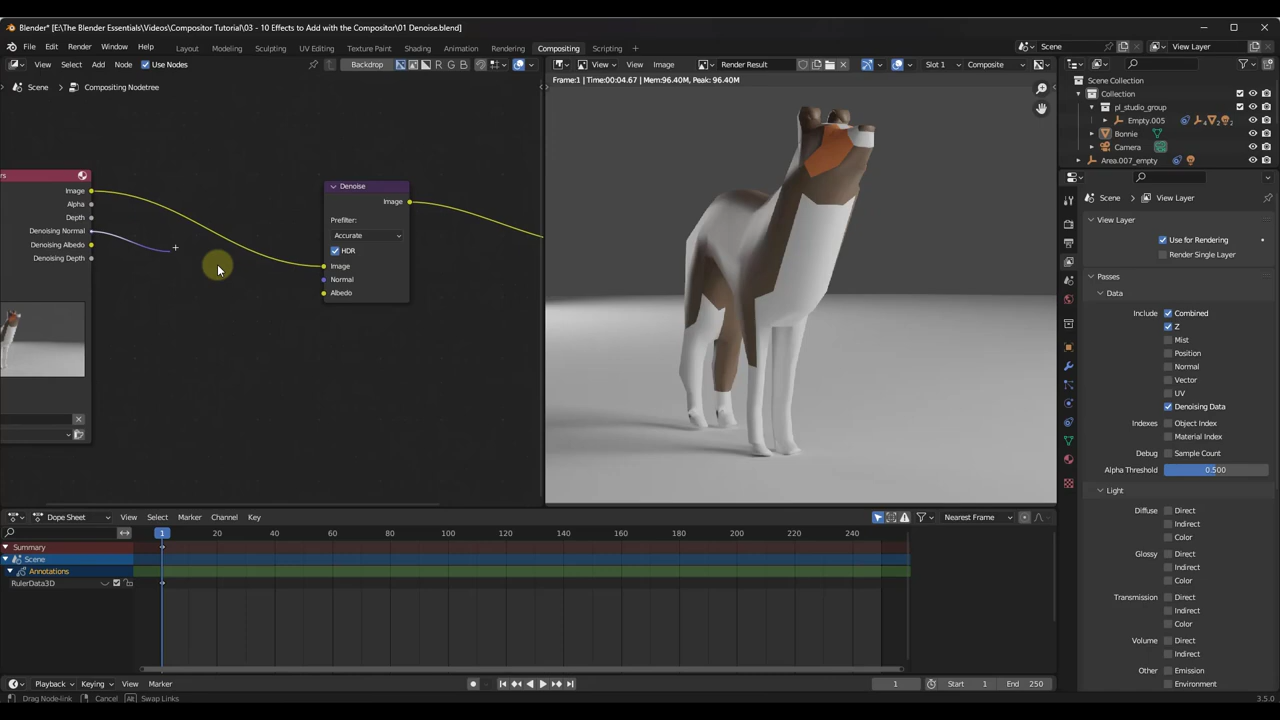 Blender* [E:\The Blender Essentials\Videos\Compositor Tutorial\03 - 10 Effects to Add with the Compositor\01 Denoise.blend]
File Edit Render Window Help Layout Modeling Sculpting UV Editing Texture Paint Shading Animation Rendering Compositing Scripting + Scene View Layer
View Select Add Node Use Nodes Backdrop R G B View View Image Render Result Slot 1 Composite
Scene > Compositing Nodetree
Frame:1 | Time:00:04.67 | Mem:96.40M, Peak: 96.40M
Scene Collection
Collection
pl_studio_group
Empty.005
Bonnie
Camera
Area.007_empty
rs
Image
Alpha
Depth
Denoising Normal
Denoising Albedo
Denoising Depth
Denoise
Image
Prefilter:
Accurate
HDR
Image
Normal
Albedo
Scene > View Layer
View Layer
Use for Rendering
Render Single Layer
Passes
Data
Include Combined
Z
Mist
Position
Normal
Vector
UV
Denoising Data
Indexes Object Index
Material Index
Debug Sample Count
Alpha Threshold 0.500
Light
Diffuse Direct
Indirect
Color
Glossy Direct
Indirect
Color
Transmission Direct
Indirect
Color
Volume Direct
Indirect
Other Emission
Environment
Dope Sheet View Select Marker Channel Key Nearest Frame
1 20 40 60 80 100 120 140 160 180 200 220 240
Summary
Scene
Annotations
RulerData3D
Playback Keying View Marker 1 Start 1 End 250
Drag Node-link Cancel Alt Swap Links 3.5.0